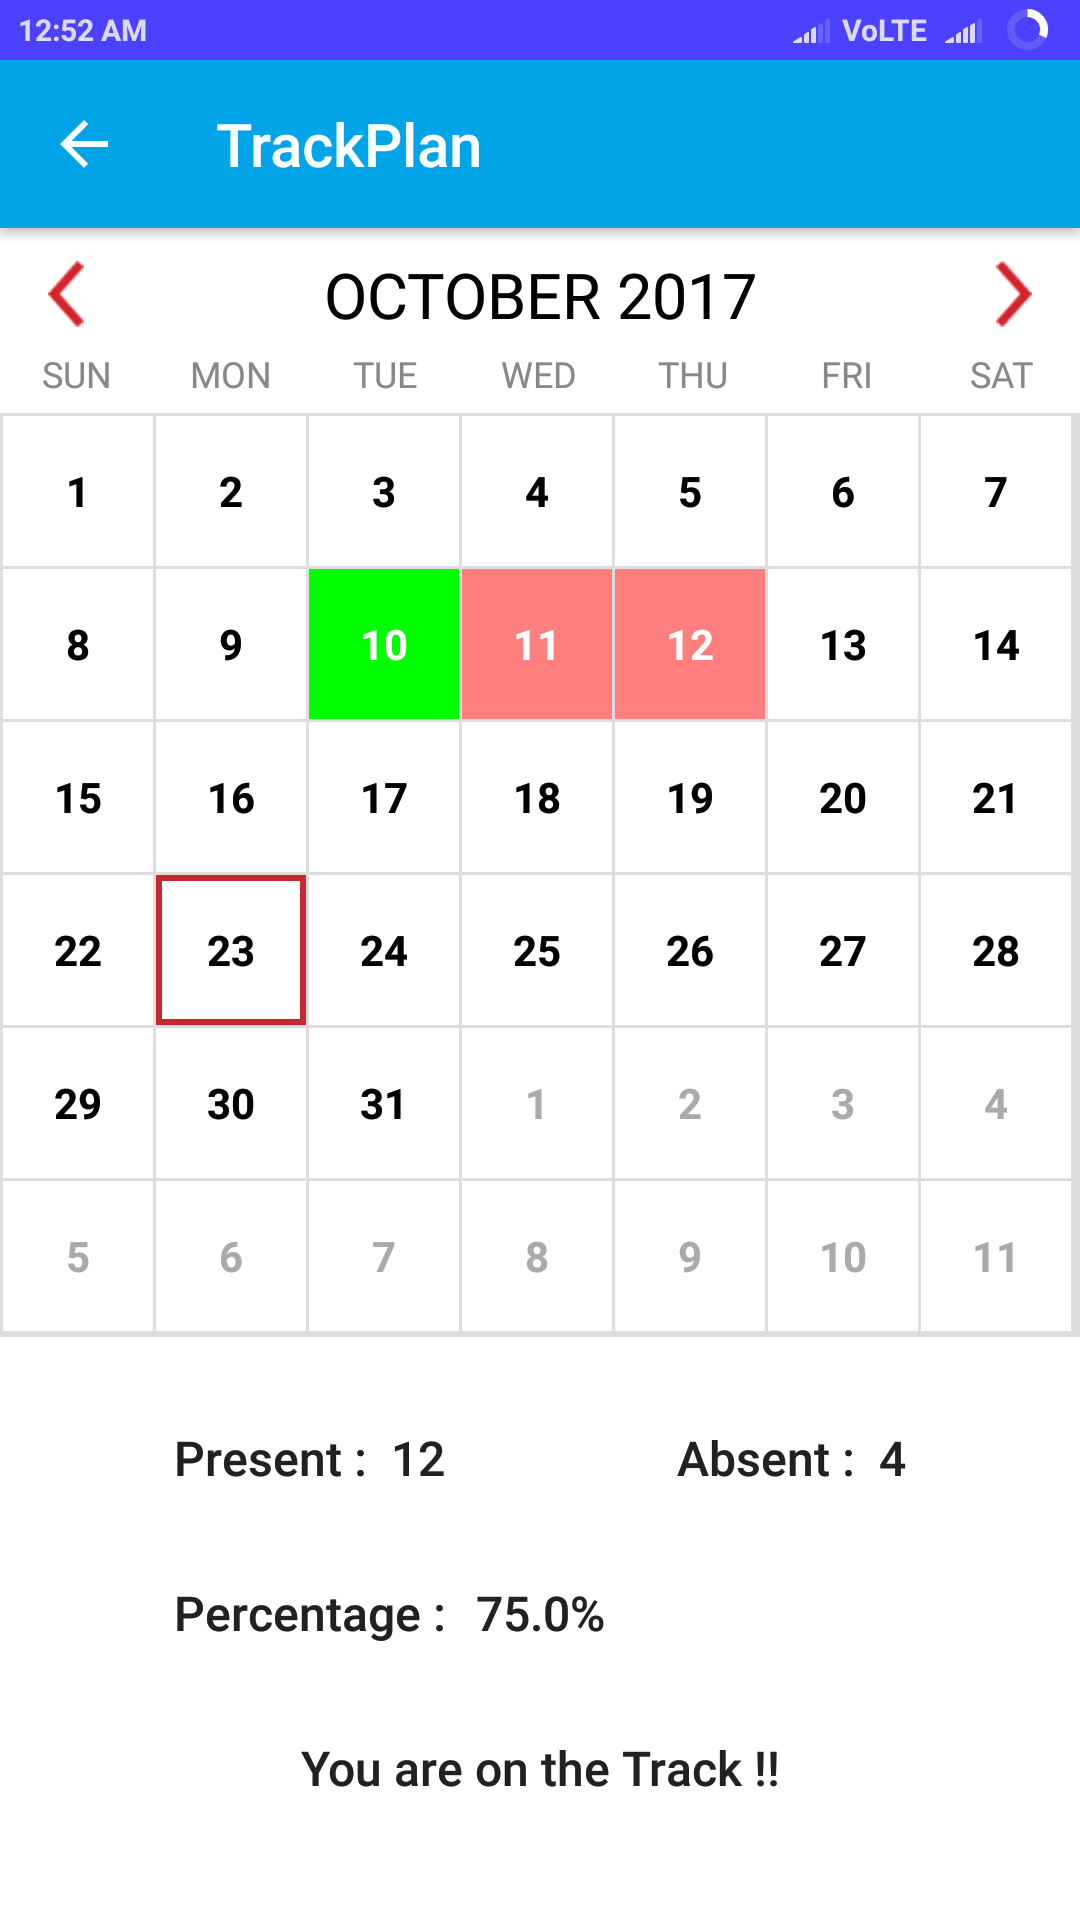 12:52 AM VoLTE
TrackPlan
OCTOBER 2017
SUN MON TUE WED THU FRI SAT
1 2 3 4 5 6 7
8 9 10 11 12 13 14
15 16 17 18 19 20 21
22 23 24 25 26 27 28
29 30 31 1 2 3 4
5 6 7 8 9 10 11
Present : 12 Absent : 4
Percentage : 75.0%
You are on the Track !!